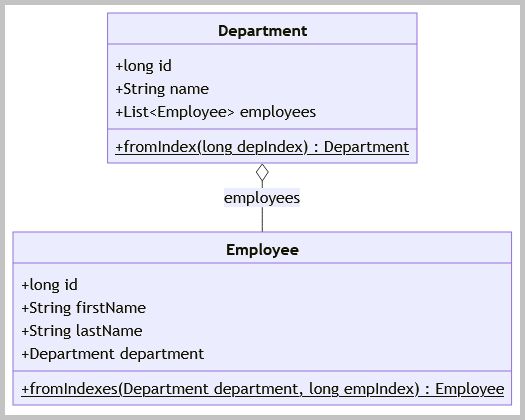 Department
+long id
+String name
+List<Employee> employees
+fromIndex(long depIndex) : Department
employees
Employee
+long id
+String firstName
+String lastName
+Department department
+fromIndexes(Department department, long empIndex) : Employee